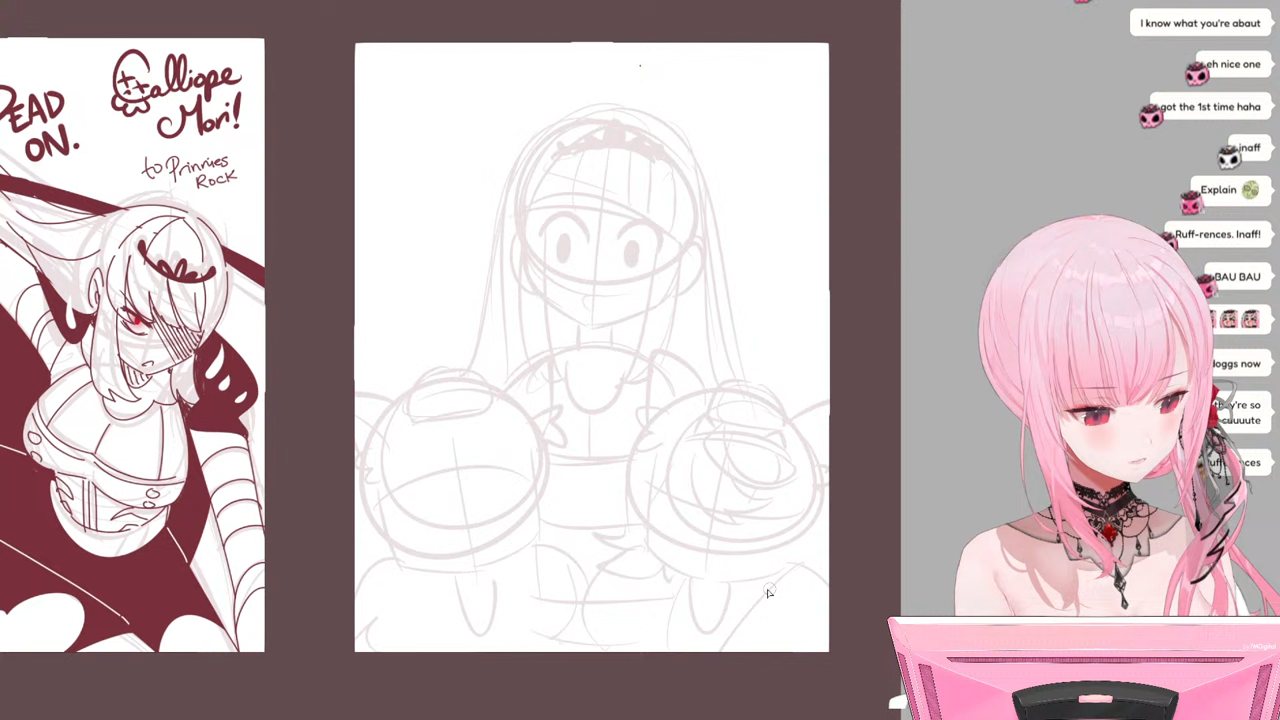 DEAD
ON.
Calliope
Mori!
to Prinnies
Rock
I know what you're abaut
eh nice one
got the 1st time haha
inaff
Explain
Ruff-rences. Inaff!
BAU BAU
doggs now
they're so
cuuuute